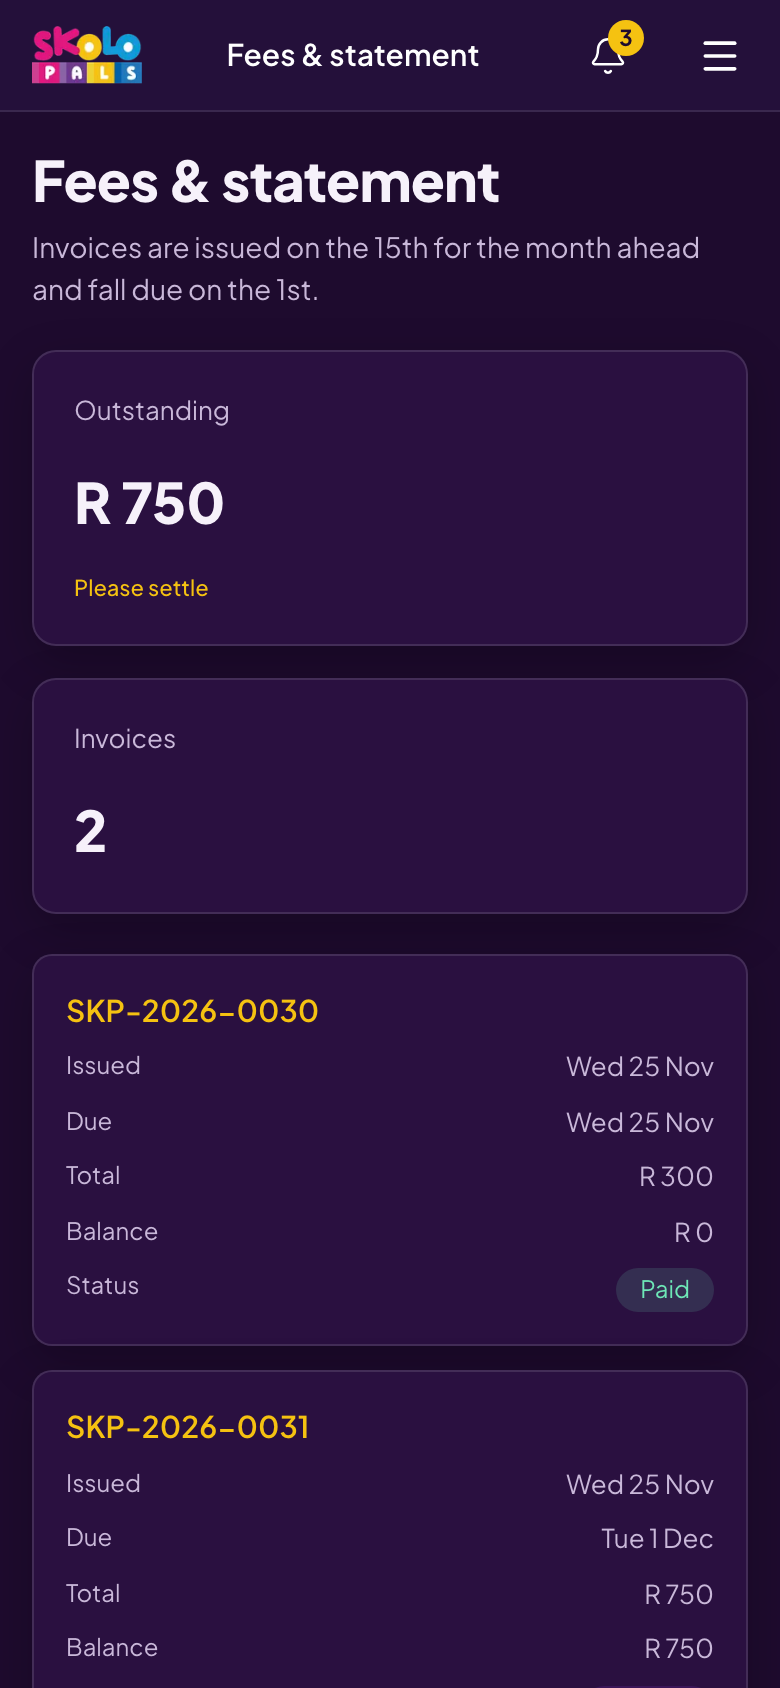 SKOLO
PALS
Fees & statement
3
Fees & statement
Invoices are issued on the 15th for the month ahead
and fall due on the 1st.
Outstanding
R 750
Please settle
Invoices
2
SKP-2026-0030
Issued Wed 25 Nov
Due Wed 25 Nov
Total R 300
Balance R 0
Status Paid
SKP-2026-0031
Issued Wed 25 Nov
Due Tue 1 Dec
Total R 750
Balance R 750